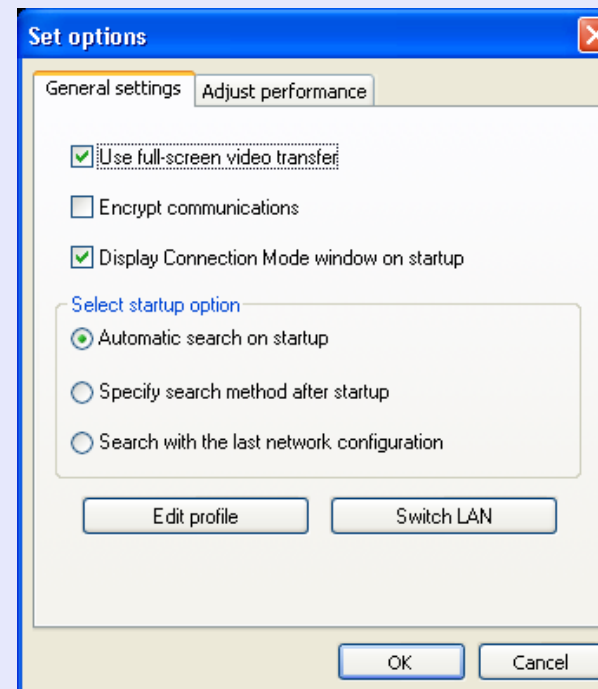 Set options
General settings
Adjust performance
Use full-screen video transfer
Encrypt communications
Display Connection Mode window on startup
Select startup option
Automatic search on startup
Specify search method after startup
Search with the last network configuration
Edit profile
Switch LAN
OK
Cancel